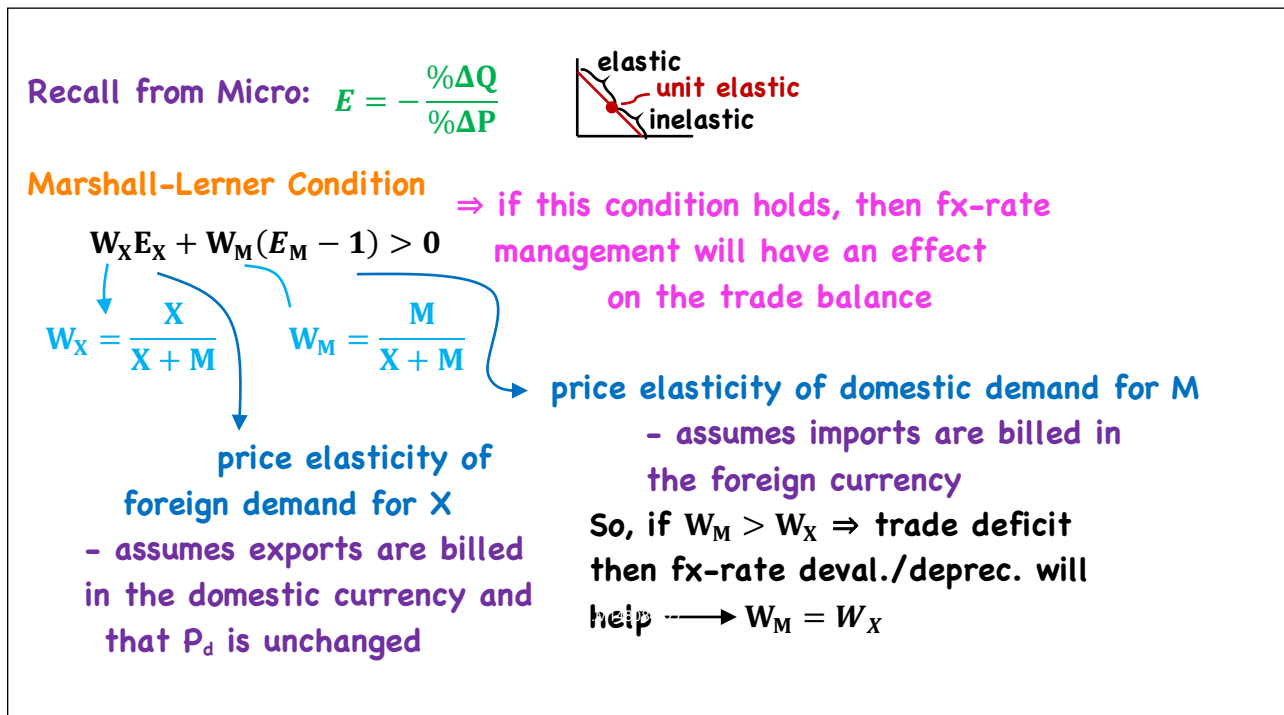 Recall from Micro: E = −%ΔQ/%ΔP
elastic
unit elastic
inelastic
Marshall-Lerner Condition
⇒ if this condition holds, then fx-rate
management will have an effect
on the trade balance
W_X E_X + W_M(E_M − 1) > 0
W_X = X/(X + M)
W_M = M/(X + M)
price elasticity of
foreign demand for X
- assumes exports are billed
in the domestic currency and
that P_d is unchanged
price elasticity of domestic demand for M
- assumes imports are billed in
the foreign currency
So, if W_M > W_X ⇒ trade deficit
then fx-rate deval./deprec. will
help ⟶ W_M = W_X